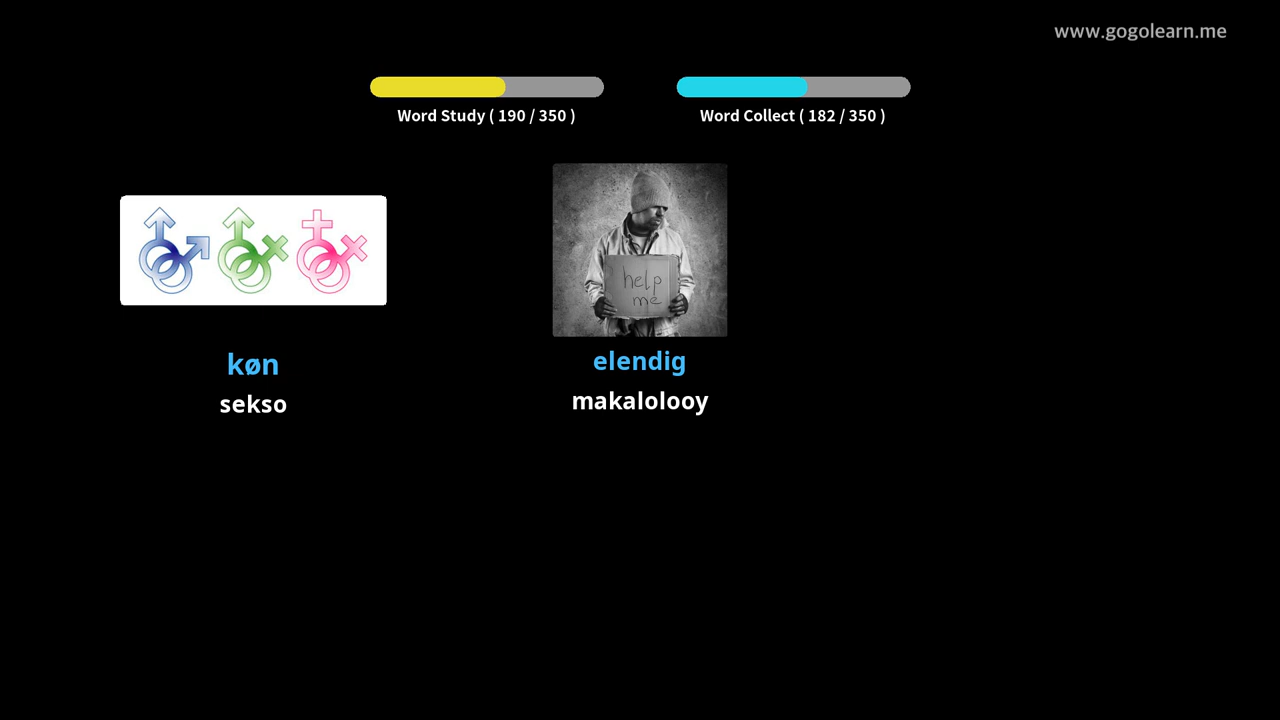 www.gogolearn.me
Word Study ( 190 / 350 )
Word Collect ( 182 / 350 )
help
me
køn
sekso
elendig
makalolooy